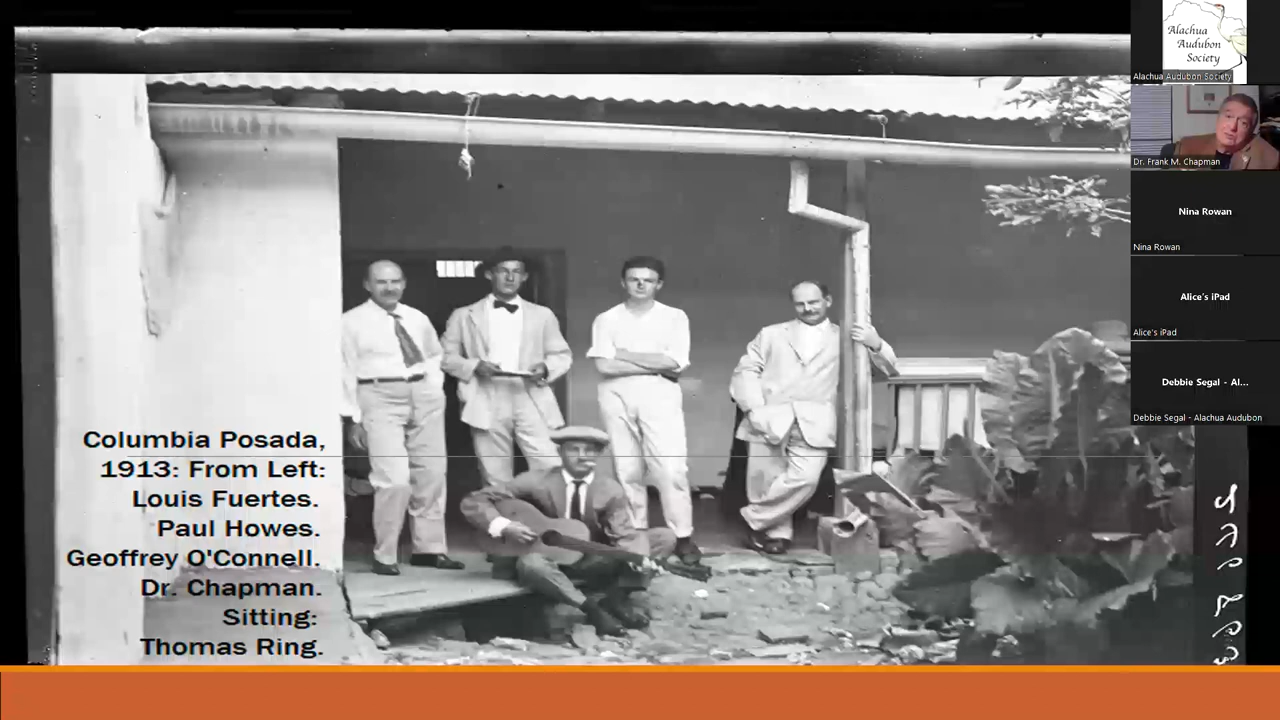 Columbia Posada,
1913: From Left:
Louis Fuertes.
Paul Howes.
Geoffrey O'Connell.
Dr. Chapman.
Sitting:
Thomas Ring.
Alachua
Audubon
Society
Alachua Audubon Society
Dr. Frank M. Chapman
Nina Rowan
Nina Rowan
Alice's iPad
Alice's iPad
Debbie Segal - Al...
Debbie Segal - Alachua Audubon